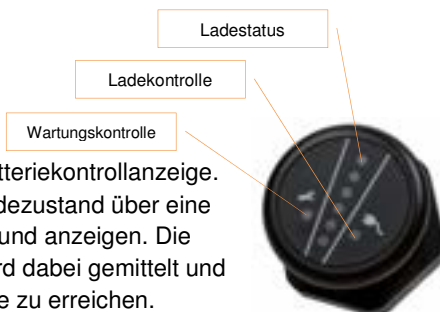 Ladestatus
Ladekontrolle
Wartungskontrolle
tteriekontrollanzeige.
dezustand über eine
und anzeigen. Die
rd dabei gemittelt und
e zu erreichen.